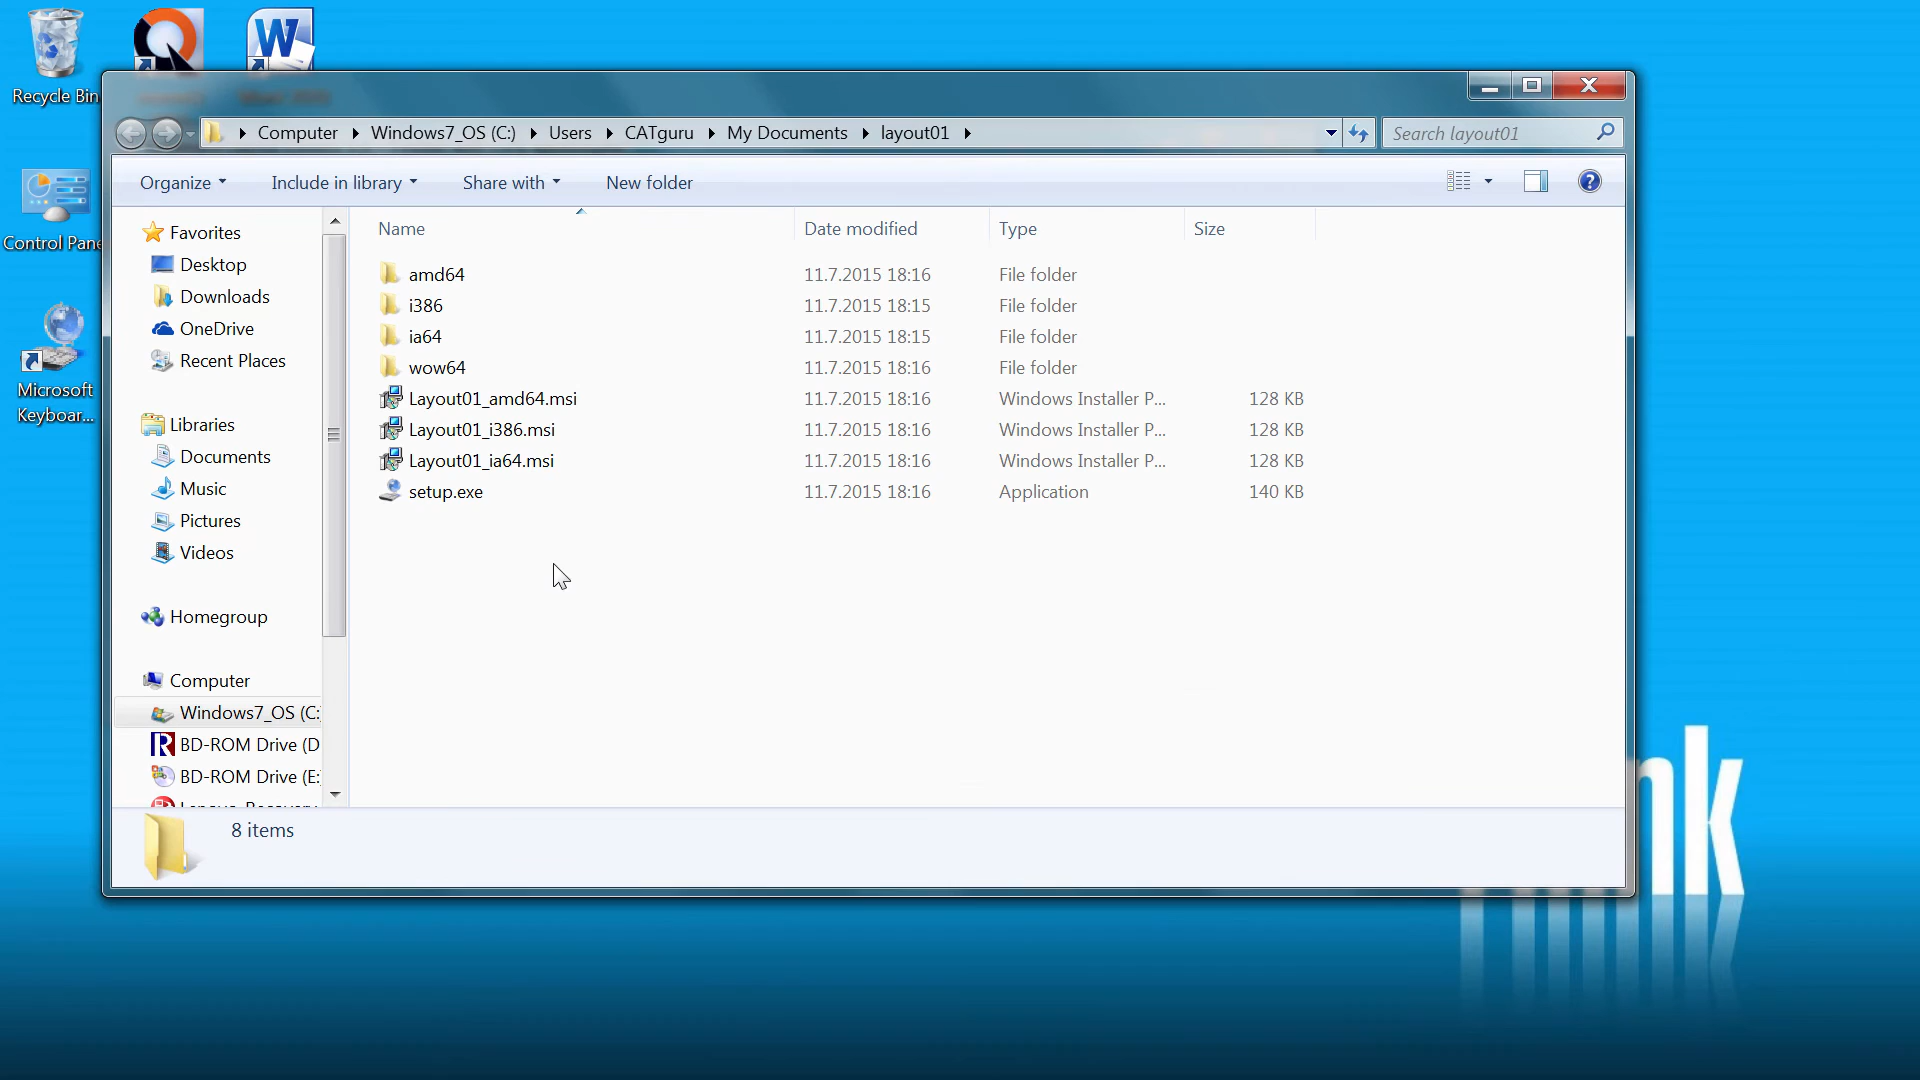 Recycle Bin
Computer Windows7_OS (C:) Users CATguru My Documents layout01
Search layout01
Organize Include in library Share with New folder
Name Date modified Type Size
Favorites
Desktop
Downloads
OneDrive
Recent Places
Libraries
Documents
Music
Pictures
Videos
Homegroup
Computer
Windows7_OS (C:
BD-ROM Drive (D
BD-ROM Drive (E:
Lenovo_Recovery
amd64 11.7.2015 18:16 File folder
i386 11.7.2015 18:15 File folder
ia64 11.7.2015 18:15 File folder
wow64 11.7.2015 18:16 File folder
Layout01_amd64.msi 11.7.2015 18:16 Windows Installer P... 128 KB
Layout01_i386.msi 11.7.2015 18:16 Windows Installer P... 128 KB
Layout01_ia64.msi 11.7.2015 18:16 Windows Installer P... 128 KB
setup.exe 11.7.2015 18:16 Application 140 KB
8 items
Control Pane
Microsoft
Keyboar...
nk